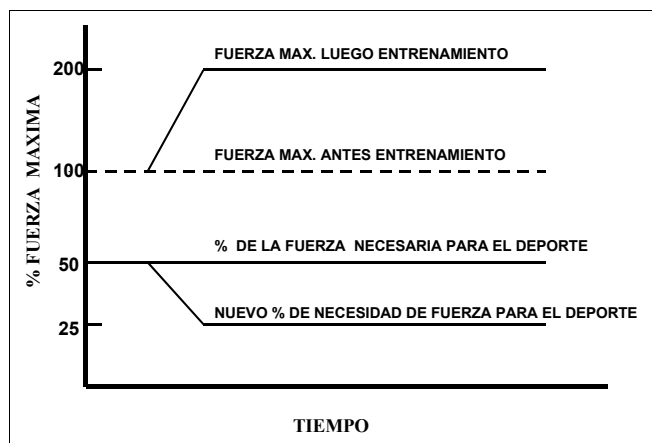 FUERZA MAX. LUEGO ENTRENAMIENTO
200
FUERZA MAX. ANTES ENTRENAMIENTO
100
% FUERZA MAXIMA
% DE LA FUERZA NECESARIA PARA EL DEPORTE
50
NUEVO % DE NECESIDAD DE FUERZA PARA EL DEPORTE
25
TIEMPO